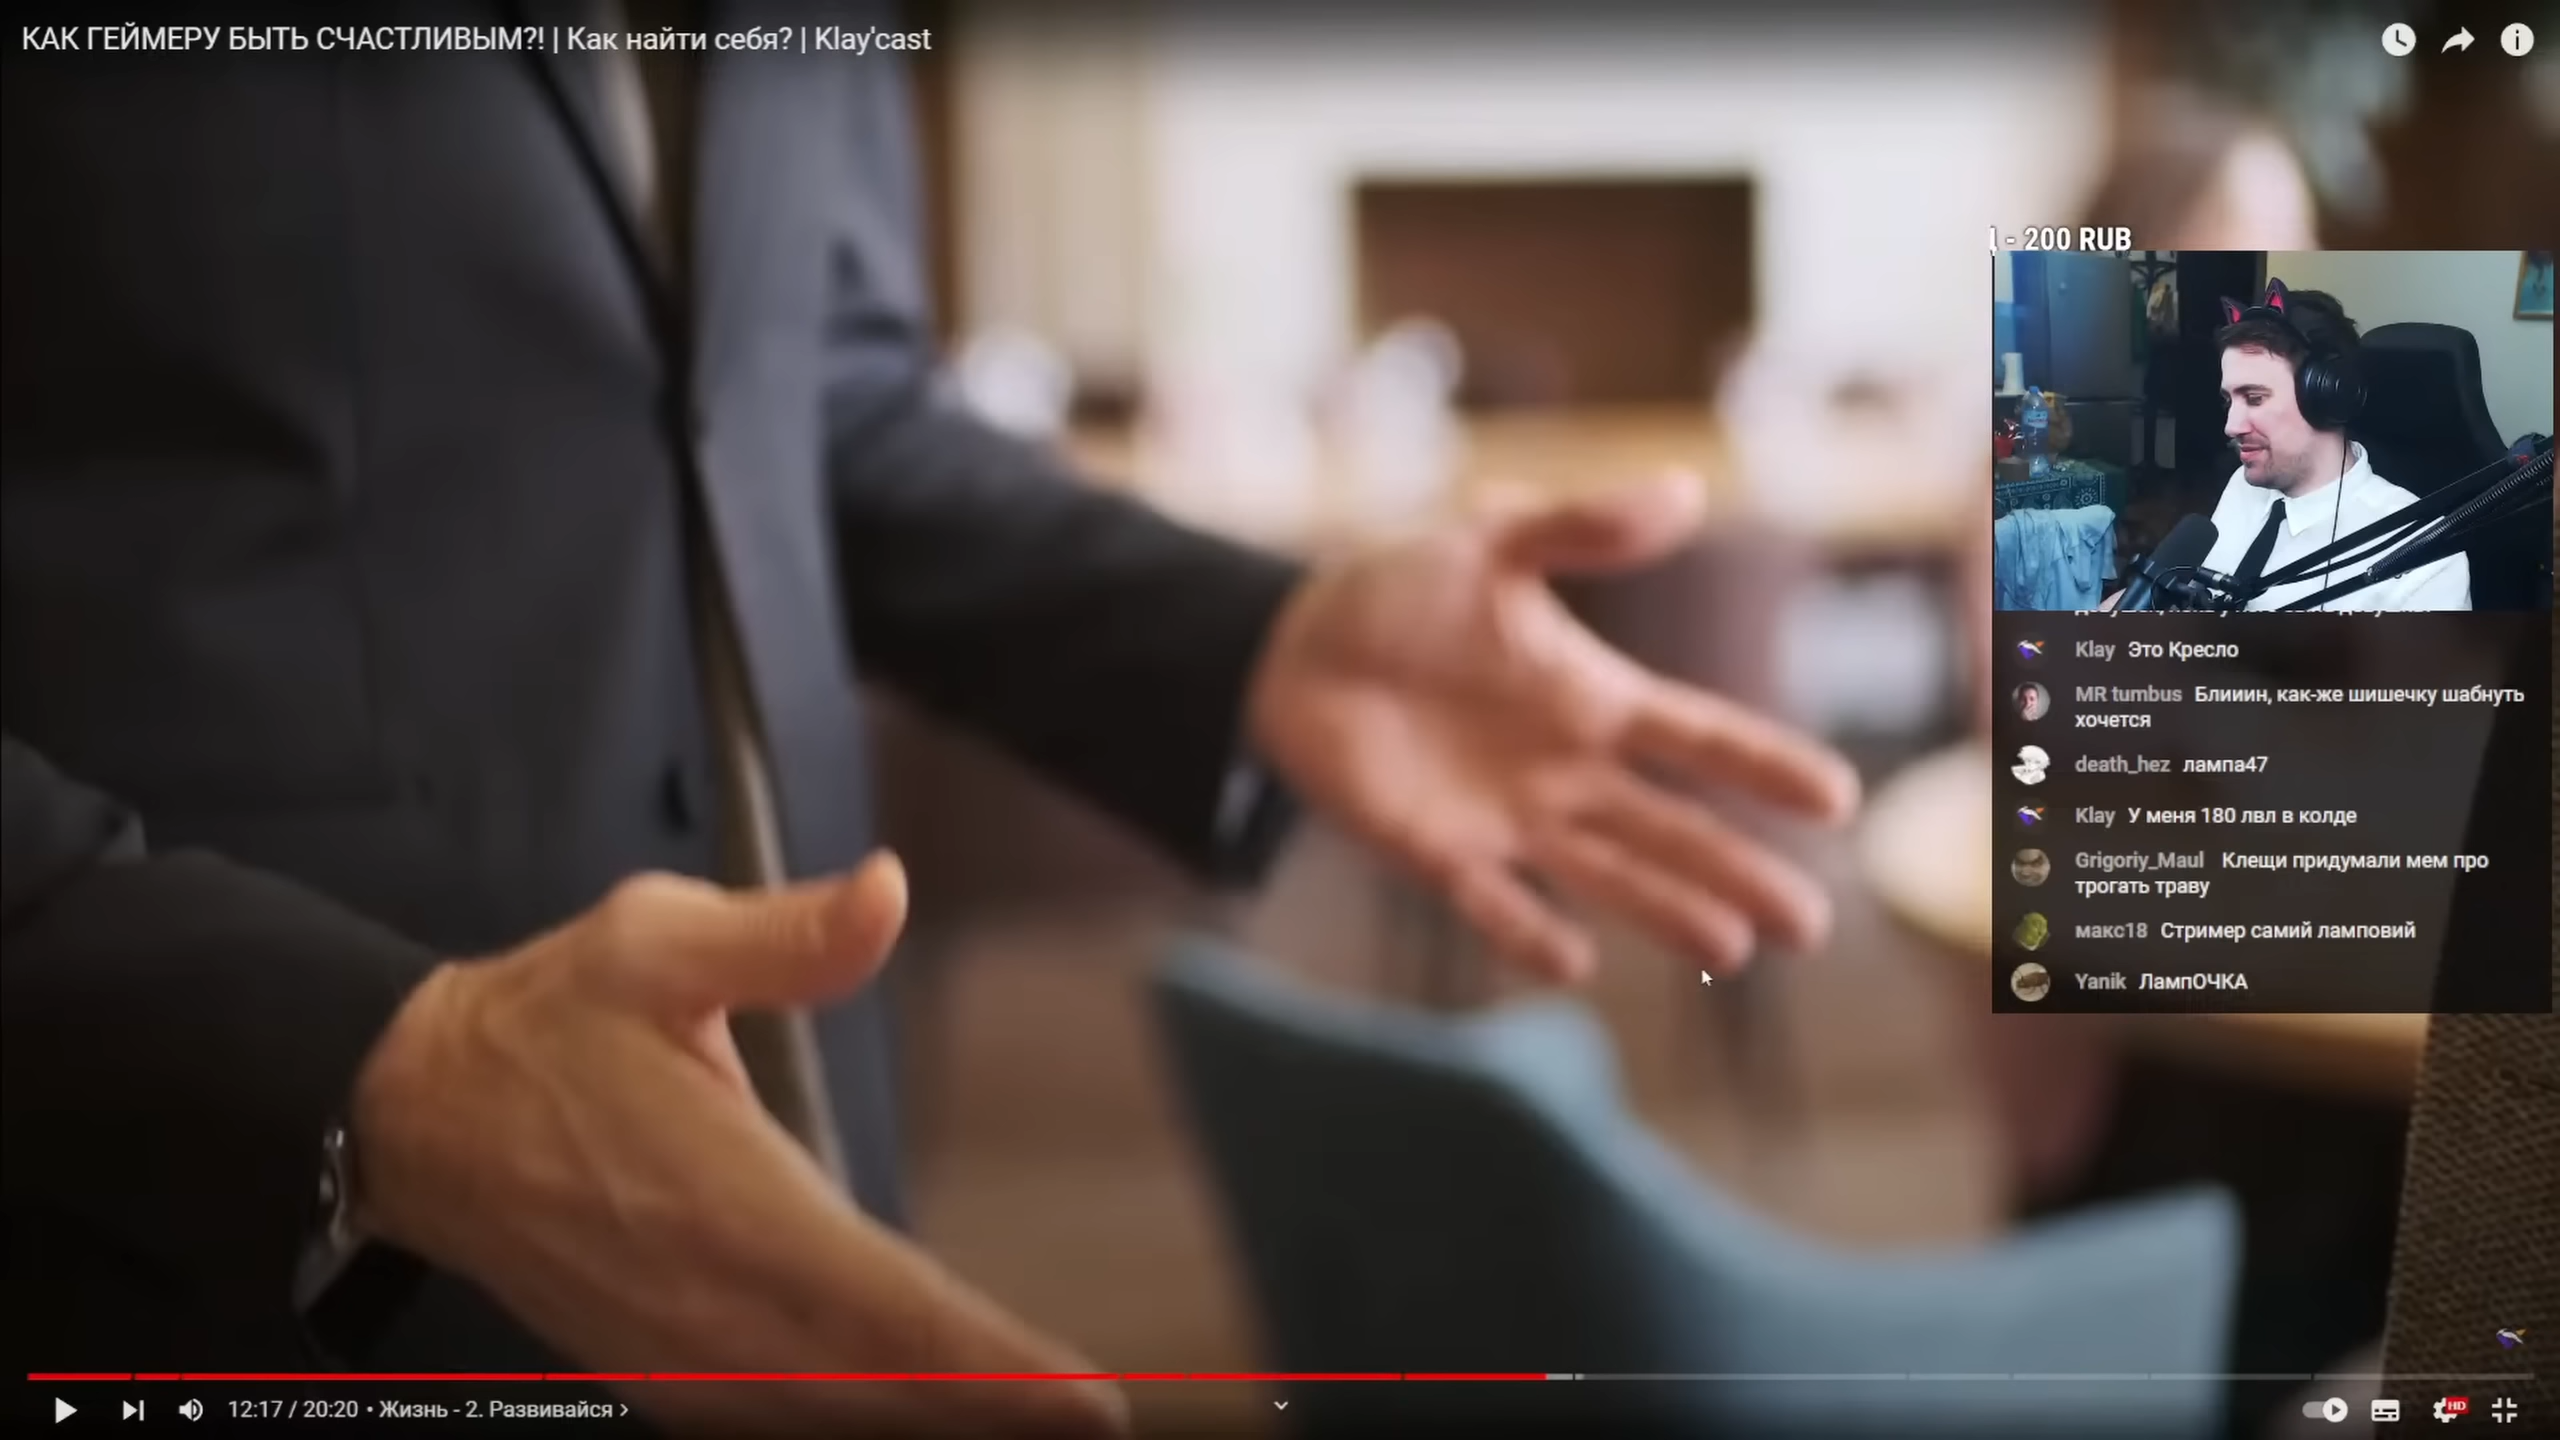 КАК ГЕЙМЕРУ БЫТЬ СЧАСТЛИВЫМ?! | Как найти себя? | Klay'cast
- 200 RUB
Klay Это Кресло
MR tumbus Блииин, как-же шишечку шабнуть
хочется
death_hez лампа47
Klay У меня 180 лвл в колде
Grigoriy_Maul Клещи придумали мем про
трогать траву
макс18 Стример самий ламповий
Yanik ЛампОЧКА
12:17 / 20:20 • Жизнь - 2. Развивайся ›
HD